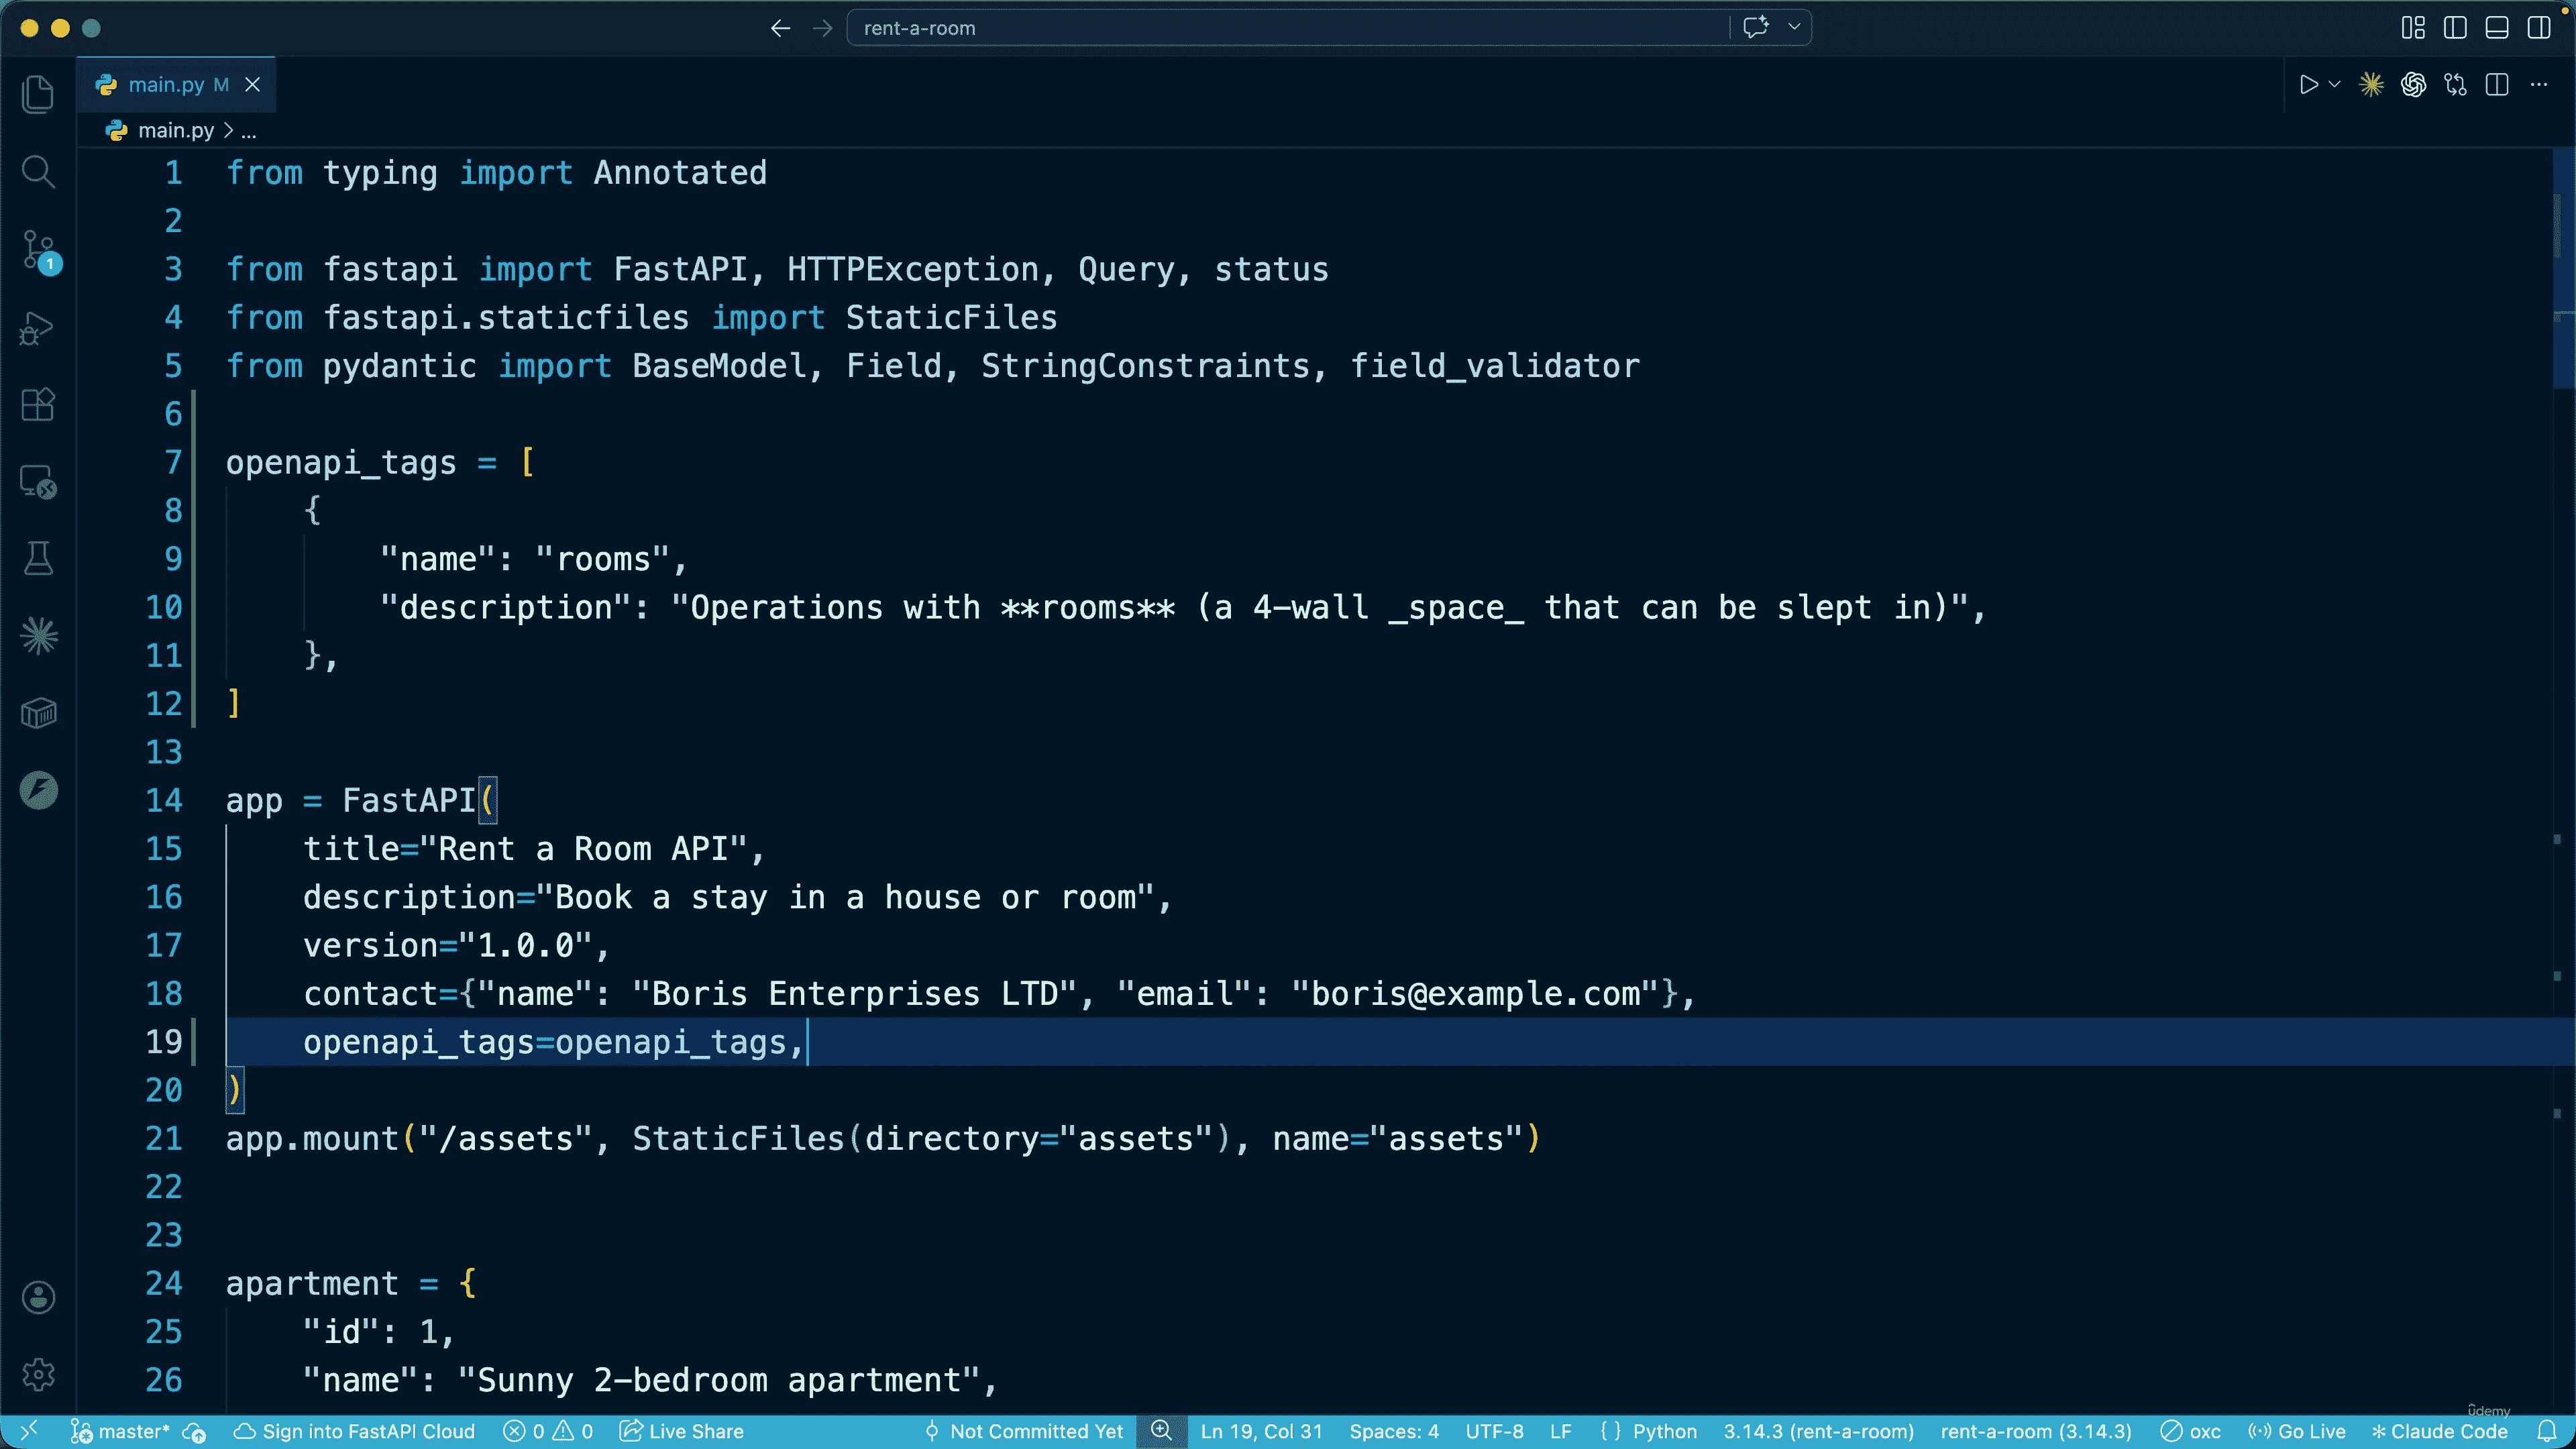 rent-a-room
main.py M
main.py > ...
1 from typing import Annotated
2
3 from fastapi import FastAPI, HTTPException, Query, status
4 from fastapi.staticfiles import StaticFiles
5 from pydantic import BaseModel, Field, StringConstraints, field_validator
6
7 openapi_tags = [
8 {
9 "name": "rooms",
10 "description": "Operations with **rooms** (a 4-wall _space_ that can be slept in)",
11 },
12 ]
13
14 app = FastAPI(
15 title="Rent a Room API",
16 description="Book a stay in a house or room",
17 version="1.0.0",
18 contact={"name": "Boris Enterprises LTD", "email": "boris@example.com"},
19 openapi_tags=openapi_tags,
20 )
21 app.mount("/assets", StaticFiles(directory="assets"), name="assets")
22
23
24 apartment = {
25 "id": 1,
26 "name": "Sunny 2-bedroom apartment",
1
udemy
master* Sign into FastAPI Cloud 0 0 Live Share Not Committed Yet Ln 19, Col 31 Spaces: 4 UTF-8 LF { } Python 3.14.3 (rent-a-room) rent-a-room (3.14.3) oxc Go Live Claude Code